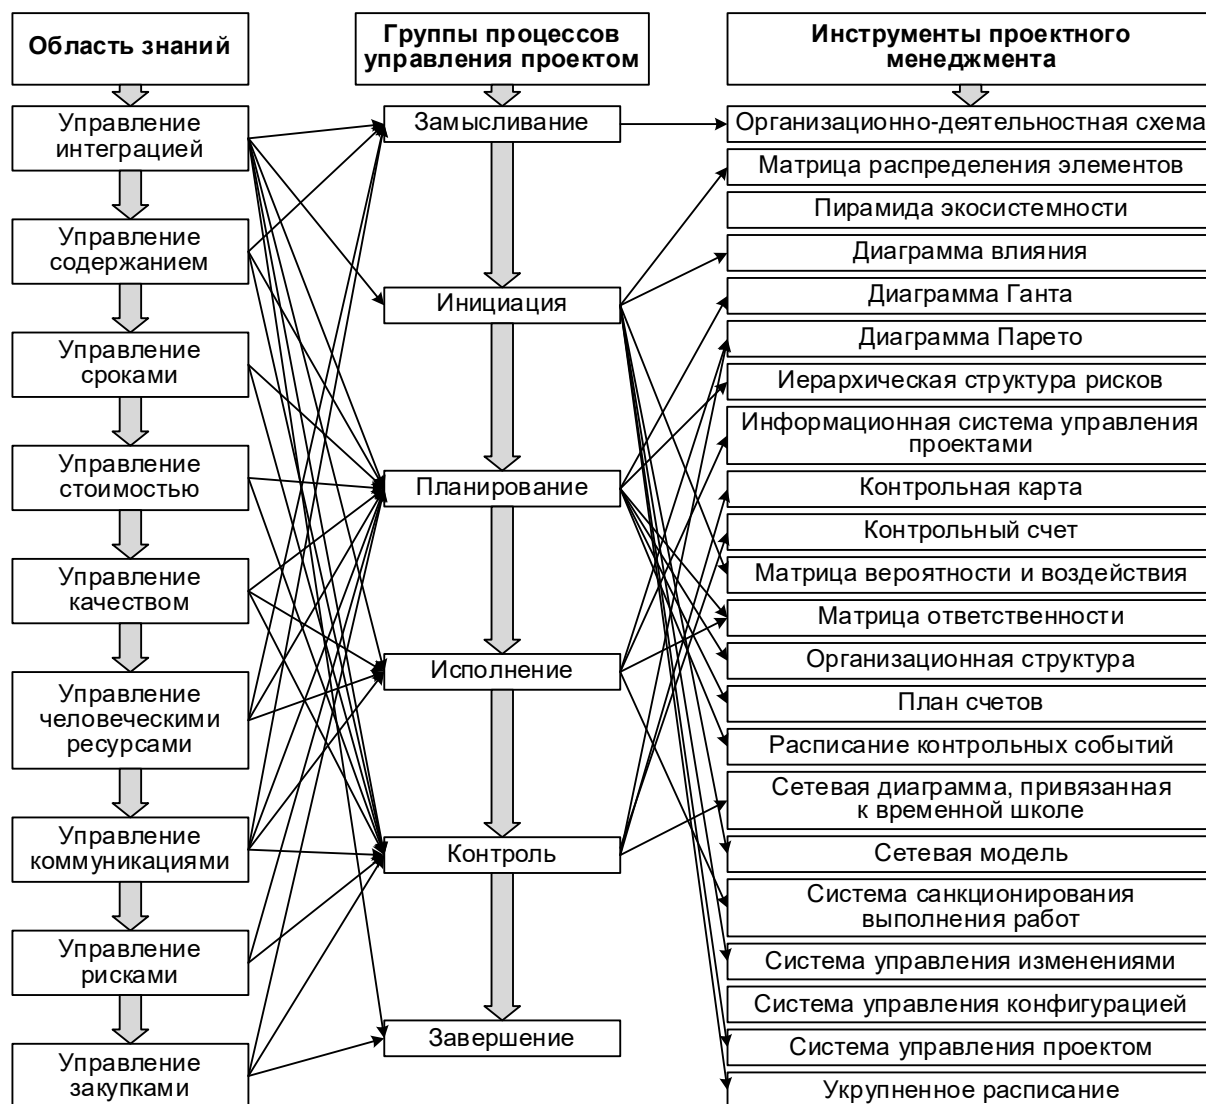 Область знаний
Управление
интеграцией
Управление
содержанием
Управление
сроками
Управление
стоимостью
Управление
качеством
Управление
человеческими
ресурсами
Управление
коммуникациями
Управление
рисками
Управление
закупками
Группы процессов
управления проектом
Замысливание
Инициация
Планирование
Исполнение
Контроль
Завершение
Инструменты проектного
менеджмента
Организационно-деятельностная схема
Матрица распределения элементов
Пирамида экосистемности
Диаграмма влияния
Диаграмма Ганта
Диаграмма Парето
Иерархическая структура рисков
Информационная система управления
проектами
Контрольная карта
Контрольный счет
Матрица вероятности и воздействия
Матрица ответственности
Организационная структура
План счетов
Расписание контрольных событий
Сетевая диаграмма, привязанная
к временной школе
Сетевая модель
Система санкционирования
выполнения работ
Система управления изменениями
Система управления конфигурацией
Система управления проектом
Укрупненное расписание